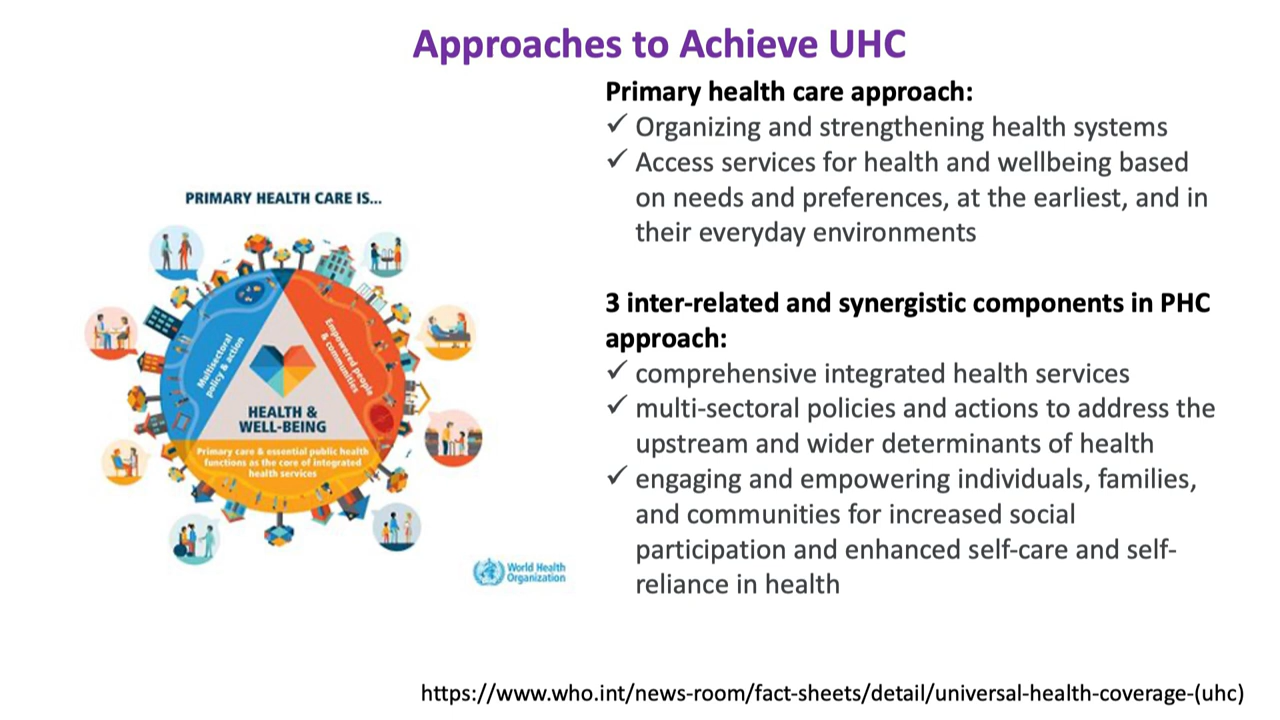 Approaches to Achieve UHC
PRIMARY HEALTH CARE IS...
Multisectoral
policy & action
Empowered people
& communities
HEALTH &
WELL-BEING
Primary care & essential public health
functions as the core of integrated
health services
World Health
Organization
Primary health care approach:
✓ Organizing and strengthening health systems
✓ Access services for health and wellbeing based
on needs and preferences, at the earliest, and in
their everyday environments
3 inter-related and synergistic components in PHC
approach:
✓ comprehensive integrated health services
✓ multi-sectoral policies and actions to address the
upstream and wider determinants of health
✓ engaging and empowering individuals, families,
and communities for increased social
participation and enhanced self-care and self-
reliance in health
https://www.who.int/news-room/fact-sheets/detail/universal-health-coverage-(uhc)